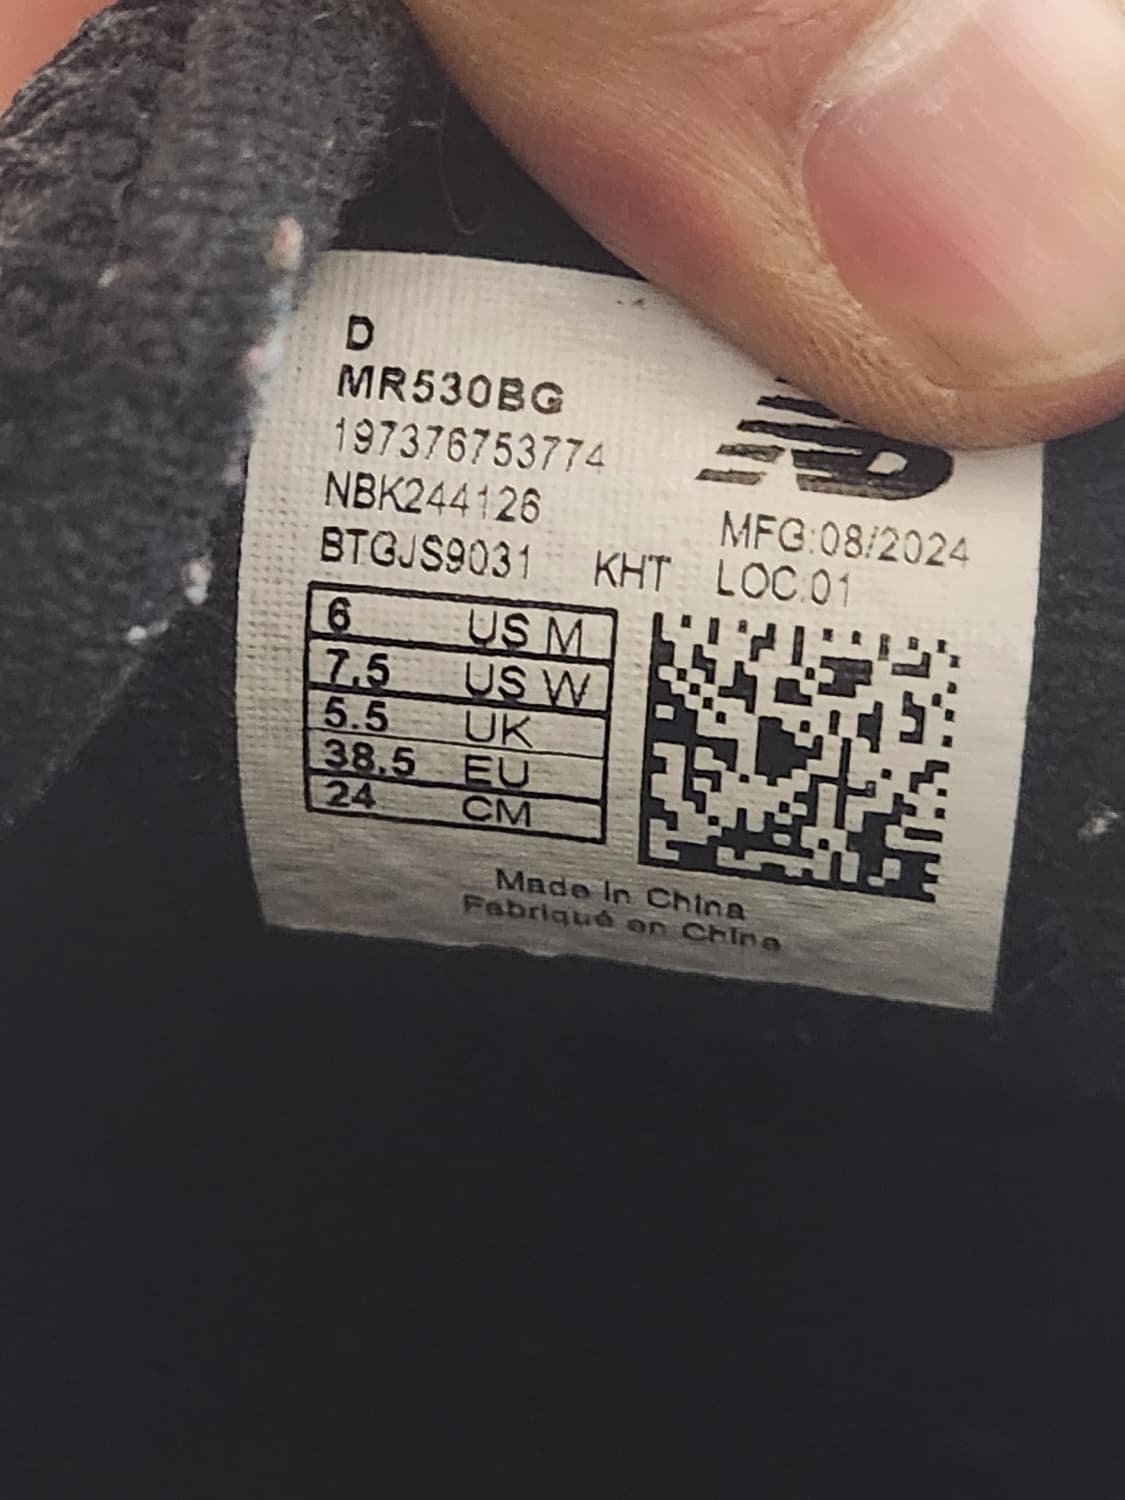 D
MR530BG
197376753774
NBK244126
BTGJS9031 KHT
MFG:08/2024
LOC:01
6 US M
7.5 US W
5.5 UK
38.5 EU
24 CM
Made In China
Fabriqué en China